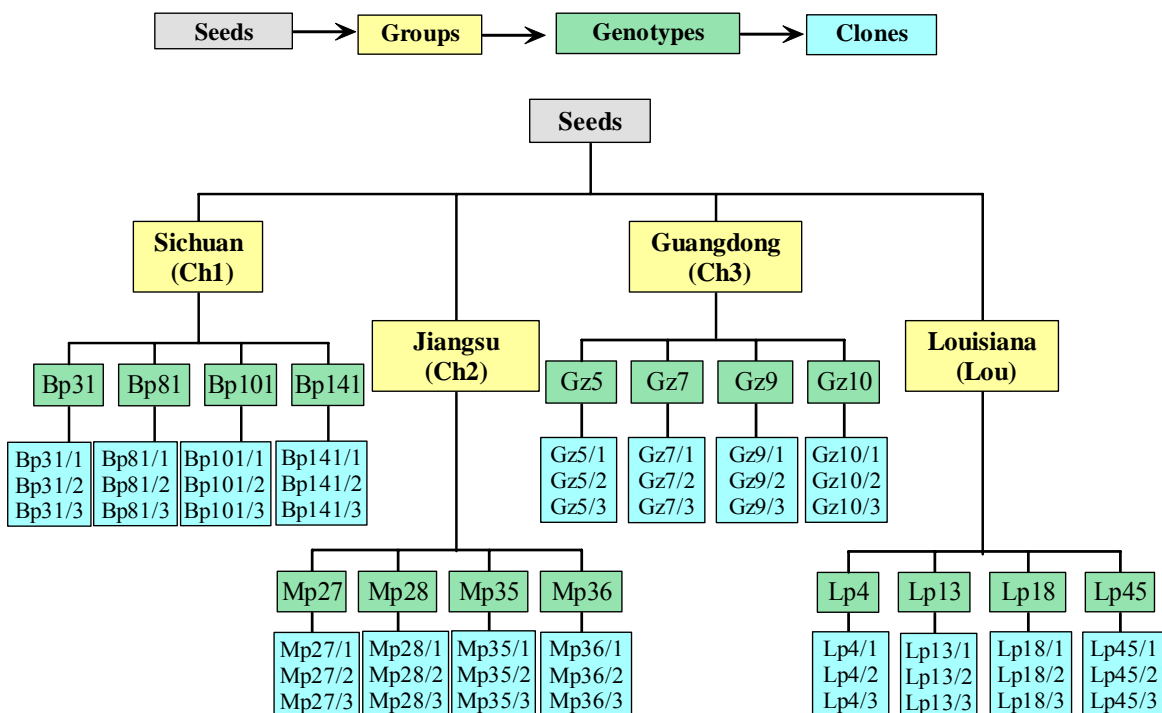 Seeds
Groups
Genotypes
Clones
Seeds
Sichuan
(Ch1)
Guangdong
(Ch3)
Jiangsu
(Ch2)
Louisiana
(Lou)
Bp31
Bp81
Bp101
Bp141
Gz5
Gz7
Gz9
Gz10
Bp31/1
Bp31/2
Bp31/3
Bp81/1
Bp81/2
Bp81/3
Bp101/1
Bp101/2
Bp101/3
Bp141/1
Bp141/2
Bp141/3
Gz5/1
Gz5/2
Gz5/3
Gz7/1
Gz7/2
Gz7/3
Gz9/1
Gz9/2
Gz9/3
Gz10/1
Gz10/2
Gz10/3
Mp27
Mp28
Mp35
Mp36
Lp4
Lp13
Lp18
Lp45
Mp27/1
Mp27/2
Mp27/3
Mp28/1
Mp28/2
Mp28/3
Mp35/1
Mp35/2
Mp35/3
Mp36/1
Mp36/2
Mp36/3
Lp4/1
Lp4/2
Lp4/3
Lp13/1
Lp13/2
Lp13/3
Lp18/1
Lp18/2
Lp18/3
Lp45/1
Lp45/2
Lp45/3